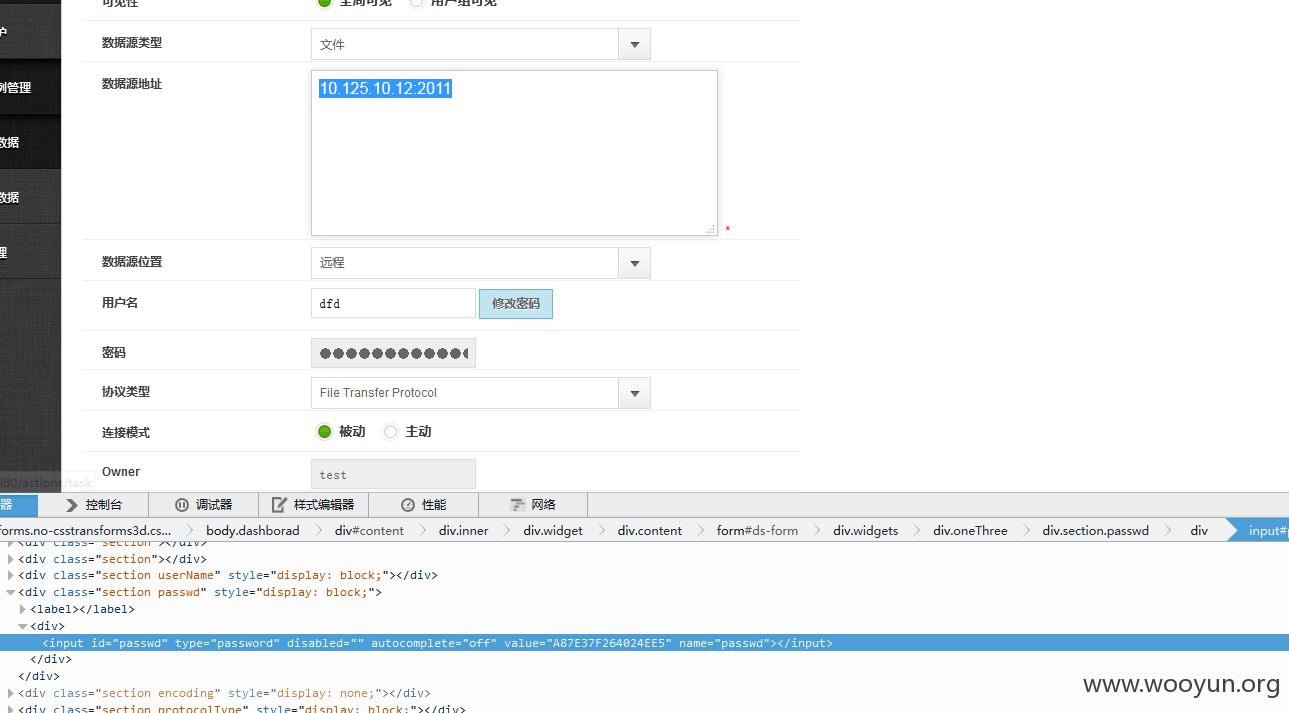 可见性 全局可见 用户组可见
护
数据源类型 文件
例管理
数据源地址 10.125.10.12:2011
数据
数据
*
理
数据源位置 远程
用户名 dfd 修改密码
密码 ●●●●●●●●●●●●
协议类型 File Transfer Protocol
连接模式 被动 主动
Owner test
080/actions/task
器 控制台 调试器 样式编辑器 性能 网络
forms.no-csstransforms3d.cs... body.dashborad div#content div.inner div.widget div.content form#ds-form div.widgets div.oneThree div.section.passwd div input#
<div class="section"></div>
<div class="section"></div>
<div class="section userName" style="display: block;"></div>
<div class="section passwd" style="display: block;">
<label></label>
<div>
<input id="passwd" type="password" disabled="" autocomplete="off" value="A87E37F264024EE5" name="passwd"></input>
</div>
</div>
<div class="section encoding" style="display: none;"></div>
<div class="section protocolType" style="display: block;"></div>
www.wooyun.org